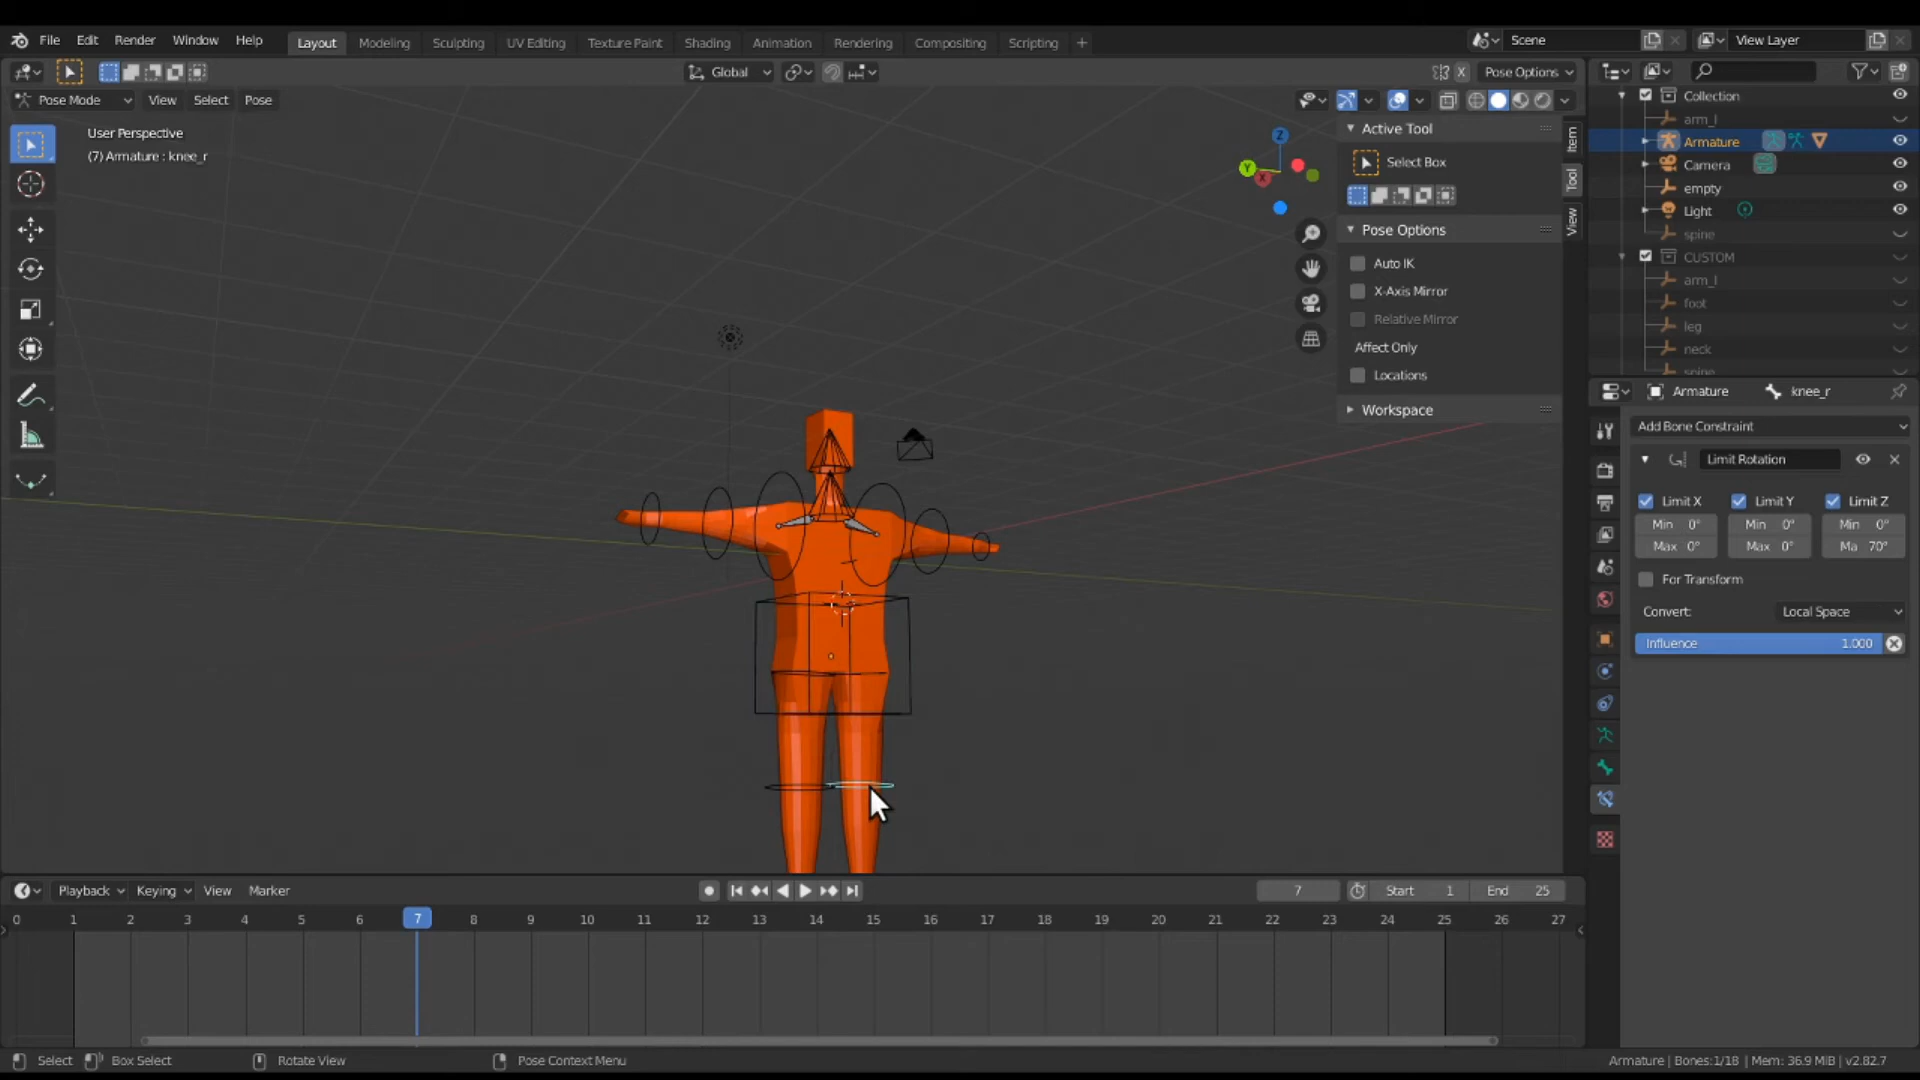 File Edit Render Window Help Layout Modeling Sculpting UV Editing Texture Paint Shading Animation Rendering Compositing Scripting + Scene View Layer
Global X Pose Options
Pose Mode View Select Pose
User Perspective
(7) Armature : knee_r
Z
Y
X
Active Tool
Select Box
Pose Options
Auto IK
X-Axis Mirror
Relative Mirror
Affect Only
Locations
Workspace
Item
Tool
View
Collection
arm_l
Armature
Camera
empty
Light
spine
CUSTOM
arm_l
foot
leg
neck
spine
Armature knee_r
Add Bone Constraint
Limit Rotation
Limit X Limit Y Limit Z
Min 0° Min 0° Min 0°
Max 0° Max 0° Ma 70°
For Transform
Convert: Local Space
Influence 1.000
Playback Keying View Marker 7 Start 1 End 25
0 1 2 3 4 5 6 7 8 9 10 11 12 13 14 15 16 17 18 19 20 21 22 23 24 25 26 27
Select Box Select Rotate View Pose Context Menu Armature | Bones:1/18 | Mem: 36.9 MiB | v2.82.7